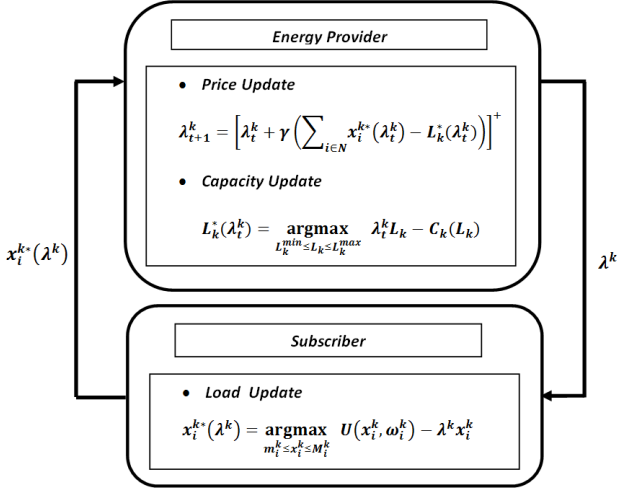 Energy Provider
• Price Update
λ_{t+1}^k = [λ_t^k + γ(∑_{i∈N} x_i^{k*}(λ_t^k) − L_k^*(λ_t^k))]^+
• Capacity Update
L_k^*(λ_t^k) = argmax_{L_k^{min}≤L_k≤L_k^{max}} λ_t^k L_k − C_k(L_k)
x_i^{k*}(λ^k)
λ^k
Subscriber
• Load Update
x_i^{k*}(λ^k) = argmax_{m_i^k≤x_i^k≤M_i^k} U(x_i^k, ω_i^k) − λ^k x_i^k